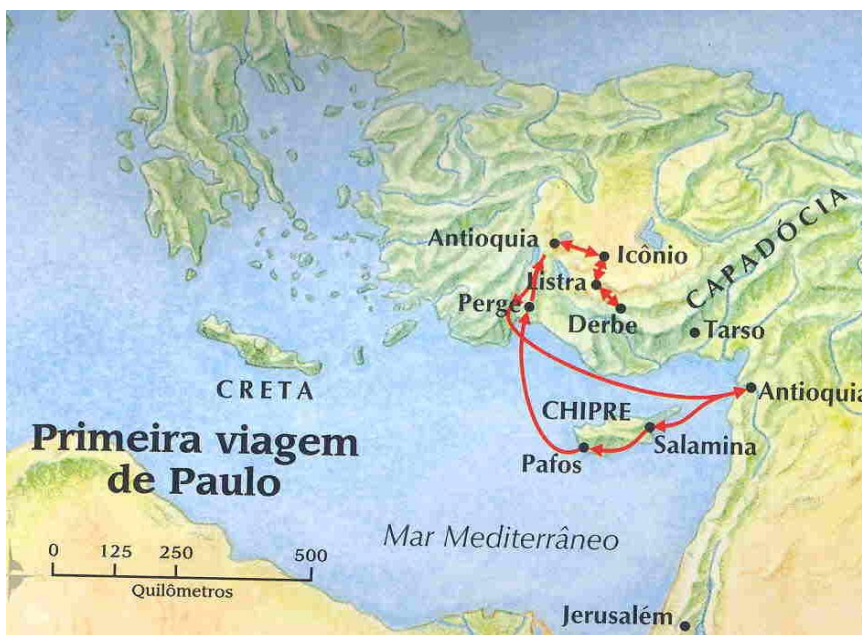 Antioquia
Icônio
CAPADÓCIA
Listra
Perge
Derbe
Tarso
CRETA
Antioquia
CHIPRE
Salamina
Pafos
Primeira viagem
de Paulo
Mar Mediterrâneo
0 125 250 500
Quilômetros
Jerusalém